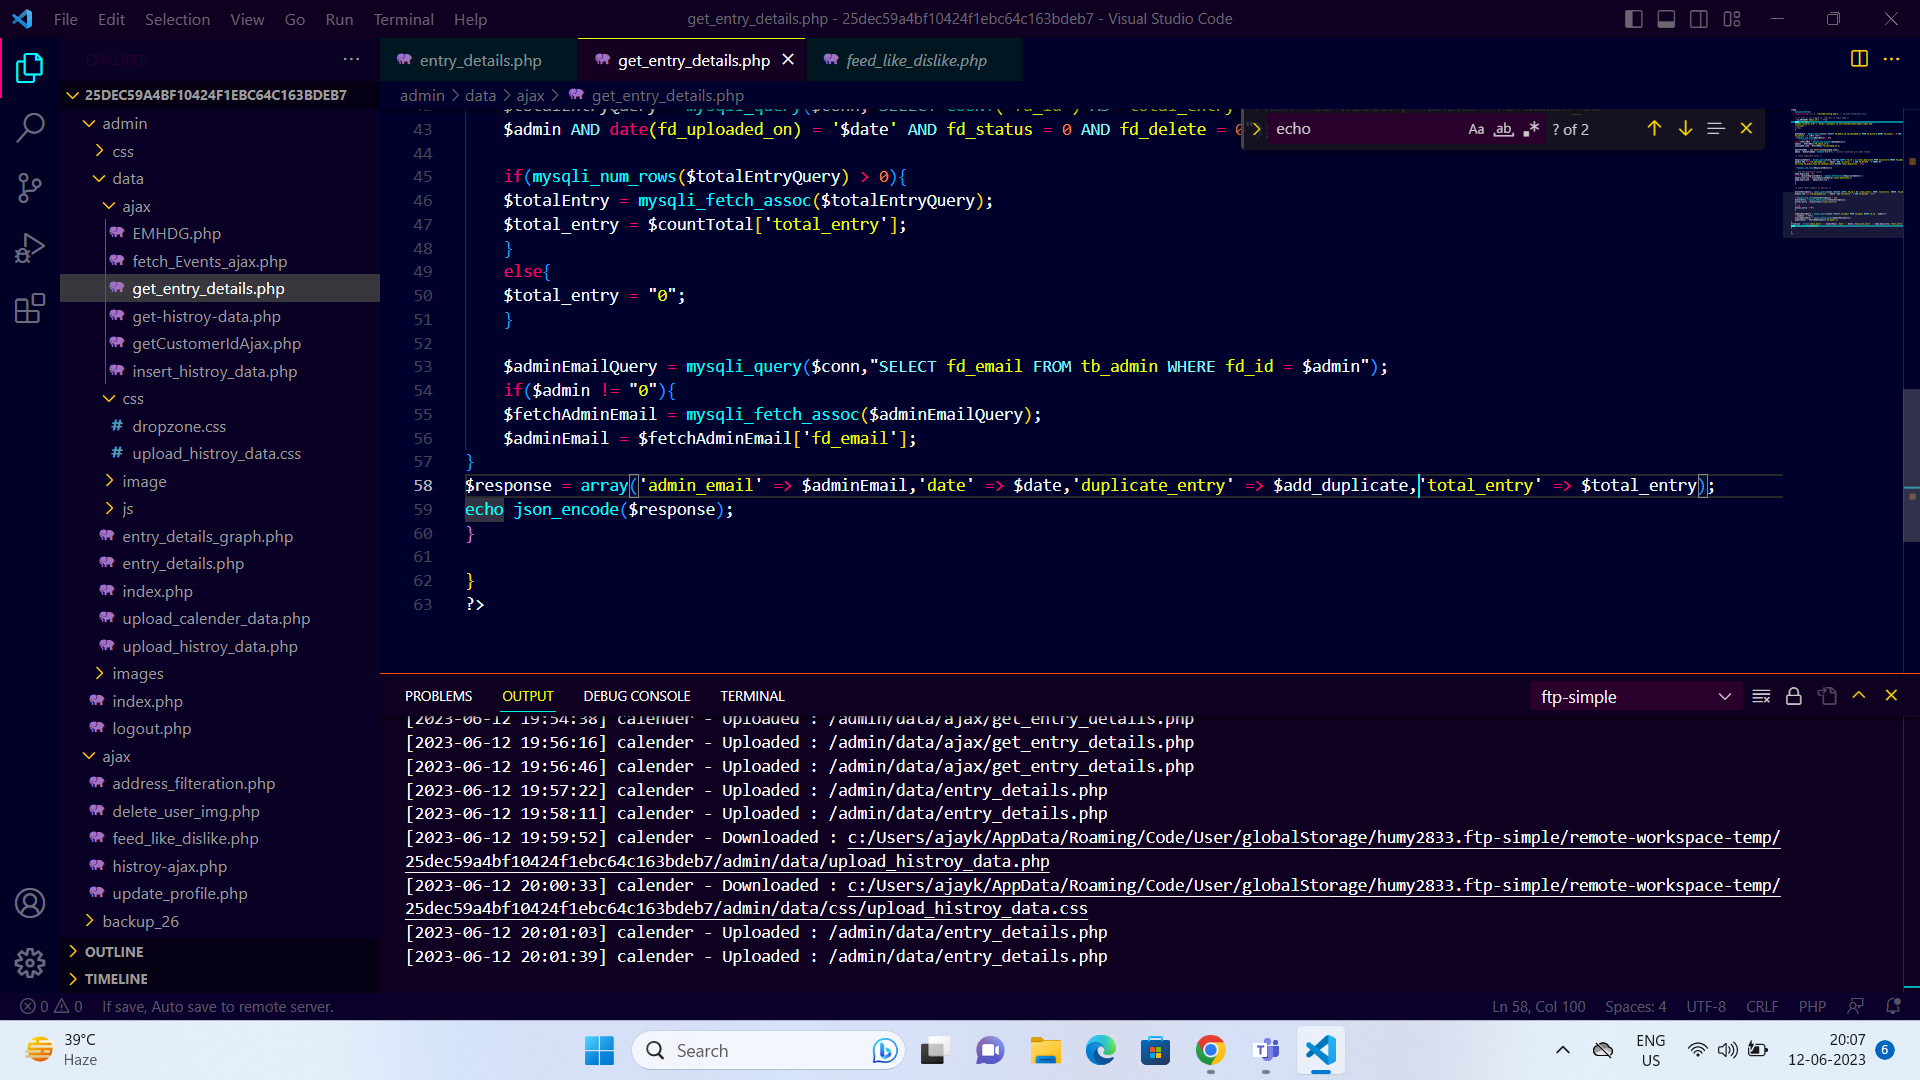 File Edit Selection View Go Run Terminal Help
get_entry_details.php - 25dec59a4bf10424f1ebc64c163bdeb7 - Visual Studio Code
EXPLORER
entry_details.php
get_entry_details.php
feed_like_dislike.php
25DEC59A4BF10424F1EBC64C163BDEB7
admin > data > ajax > get_entry_details.php
admin
css
data
ajax
EMHDG.php
fetch_Events_ajax.php
get_entry_details.php
get-histroy-data.php
getCustomerIdAjax.php
insert_histroy_data.php
css
dropzone.css
upload_histroy_data.css
image
js
entry_details_graph.php
entry_details.php
index.php
upload_calender_data.php
upload_histroy_data.php
images
index.php
logout.php
ajax
address_filteration.php
delete_user_img.php
feed_like_dislike.php
histroy-ajax.php
update_profile.php
backup_26
OUTLINE
TIMELINE
echo
Aa ab .* ? of 2
43 $admin AND date(fd_uploaded_on) = '$date' AND fd_status = 0 AND fd_delete = 0"
44
45 if(mysqli_num_rows($totalEntryQuery) > 0){
46 $totalEntry = mysqli_fetch_assoc($totalEntryQuery);
47 $total_entry = $countTotal['total_entry'];
48 }
49 else{
50 $total_entry = "0";
51 }
52
53 $adminEmailQuery = mysqli_query($conn,"SELECT fd_email FROM tb_admin WHERE fd_id = $admin");
54 if($admin != "0"){
55 $fetchAdminEmail = mysqli_fetch_assoc($adminEmailQuery);
56 $adminEmail = $fetchAdminEmail['fd_email'];
57 }
58 $response = array('admin_email' => $adminEmail,'date' => $date,'duplicate_entry' => $add_duplicate,'total_entry' => $total_entry);
59 echo json_encode($response);
60 }
61
62 }
63 ?>
PROBLEMS OUTPUT DEBUG CONSOLE TERMINAL
ftp-simple
[2023-06-12 19:54:38] calender - Uploaded : /admin/data/ajax/get_entry_details.php
[2023-06-12 19:56:16] calender - Uploaded : /admin/data/ajax/get_entry_details.php
[2023-06-12 19:56:46] calender - Uploaded : /admin/data/ajax/get_entry_details.php
[2023-06-12 19:57:22] calender - Uploaded : /admin/data/entry_details.php
[2023-06-12 19:58:11] calender - Uploaded : /admin/data/entry_details.php
[2023-06-12 19:59:52] calender - Downloaded : c:/Users/ajayk/AppData/Roaming/Code/User/globalStorage/humy2833.ftp-simple/remote-workspace-temp/
25dec59a4bf10424f1ebc64c163bdeb7/admin/data/upload_histroy_data.php
[2023-06-12 20:00:33] calender - Downloaded : c:/Users/ajayk/AppData/Roaming/Code/User/globalStorage/humy2833.ftp-simple/remote-workspace-temp/
25dec59a4bf10424f1ebc64c163bdeb7/admin/data/css/upload_histroy_data.css
[2023-06-12 20:01:03] calender - Uploaded : /admin/data/entry_details.php
[2023-06-12 20:01:39] calender - Uploaded : /admin/data/entry_details.php
0 0 If save, Auto save to remote server.
Ln 58, Col 100 Spaces: 4 UTF-8 CRLF PHP
39°C
Haze
Search
ENG
US
20:07
12-06-2023
6